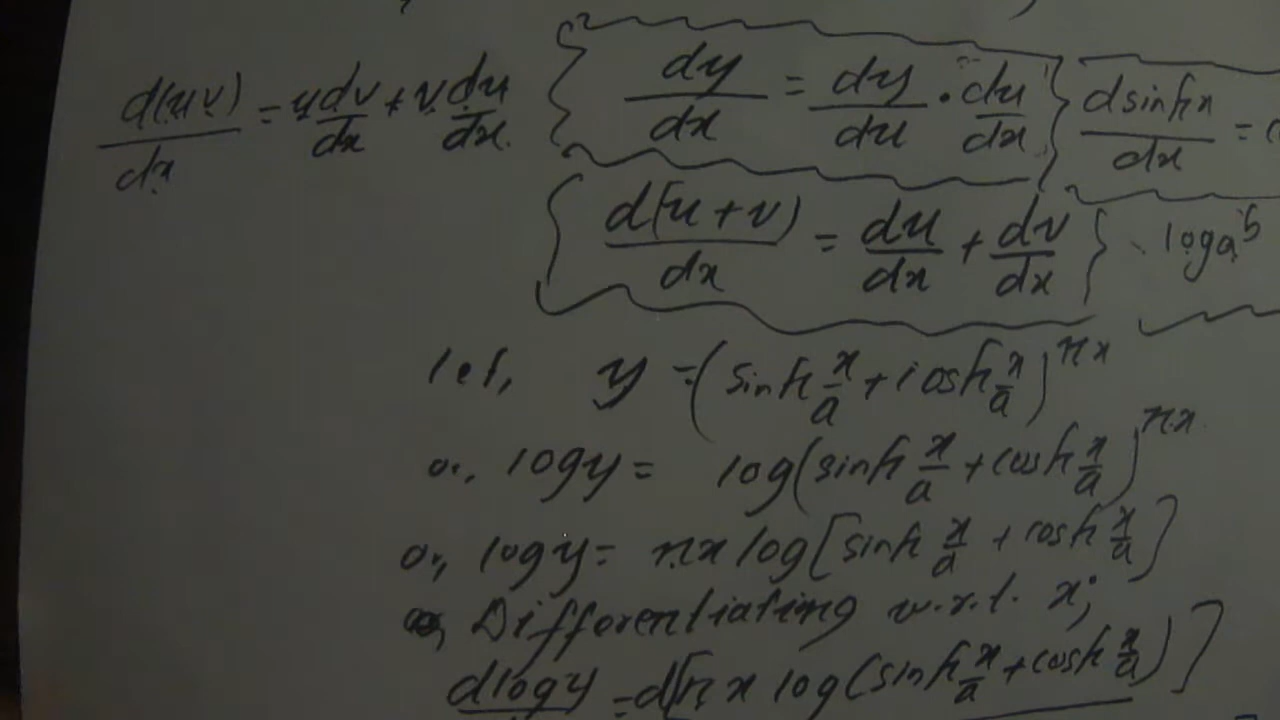 d(uv)/dx = u dv/dx + v du/dx.
{ dy/dx = dy/du · du/dx }
d sinh x/dx =
{ d(u+v)/dx = du/dx + dv/dx }
log a^b
let, y = (sinh x/a + cosh x/a)^nx
or, log y = log(sinh x/a + cosh x/a)^nx
or, log y = nx log[sinh x/a + cosh x/a]
Differentiating w.r.t. x;
d log y = d[nx log(sinh x/a + cosh x/a)]